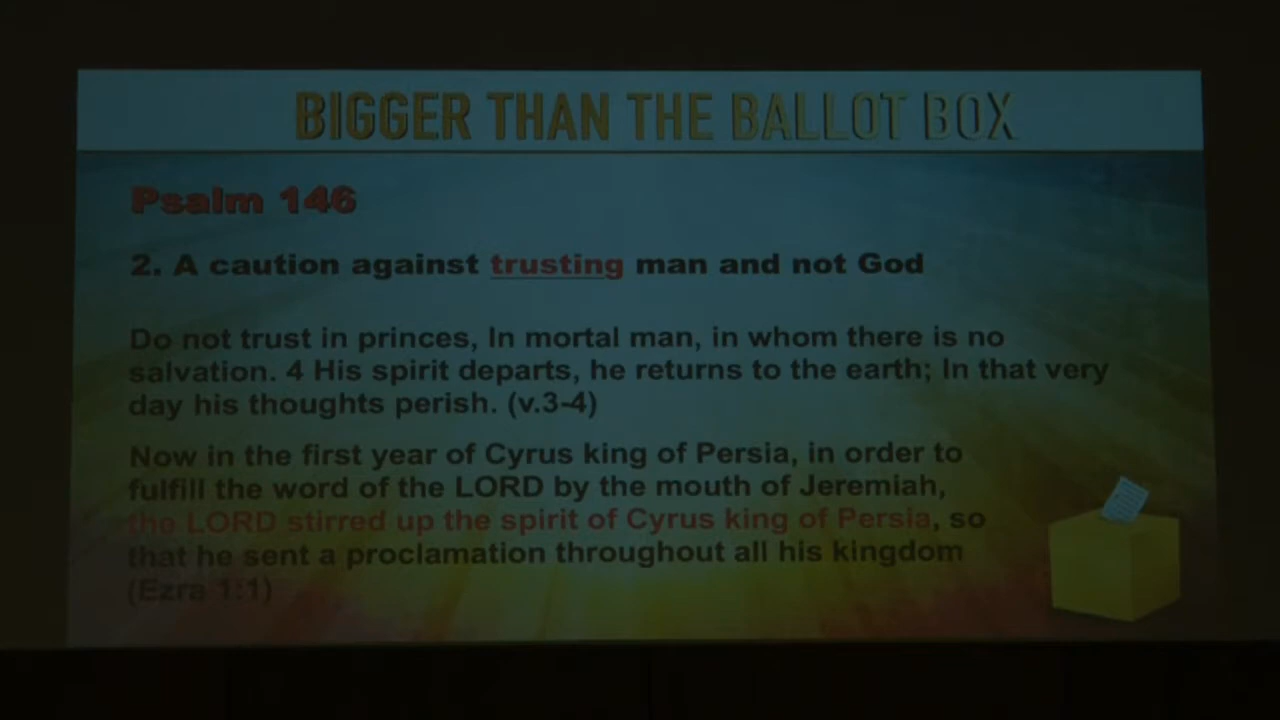 BIGGER THAN THE BALLOT BOX
Psalm 146
2. A caution against trusting man and not God
Do not trust in princes, In mortal man, in whom there is no
salvation. 4 His spirit departs, he returns to the earth; In that very
day his thoughts perish. (v.3-4)
Now in the first year of Cyrus king of Persia, in order to
fulfill the word of the LORD by the mouth of Jeremiah,
the LORD stirred up the spirit of Cyrus king of Persia, so
that he sent a proclamation throughout all his kingdom
(Ezra 1:1)